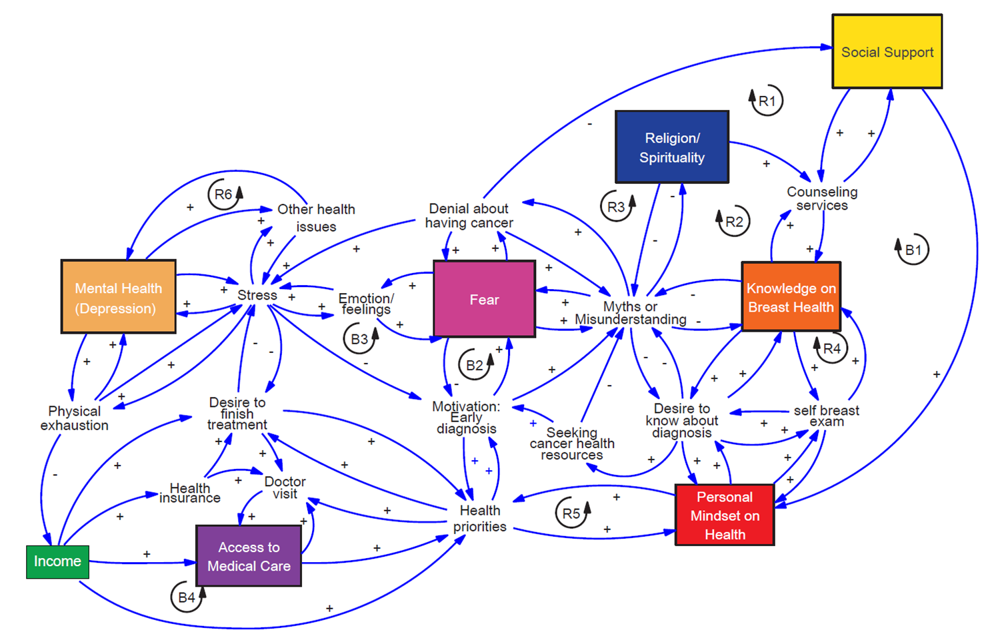 Social Support
R1
Religion/
Spirituality
Counseling
services
R6
Other health
issues
Denial about
having cancer
R3
R2
B1
Mental Health
(Depression)
Stress
Emotion/
feelings
Fear
Myths or
Misunderstanding
Knowledge on
Breast Health
B3
B2
R4
Physical
exhaustion
Desire to
finish
treatment
Motivation:
Early
diagnosis
Seeking
cancer health
resources
Desire to
know about
diagnosis
self breast
exam
Health
insurance
Doctor
visit
Health
priorities
R5
Personal
Mindset on
Health
Income
Access to
Medical Care
B4